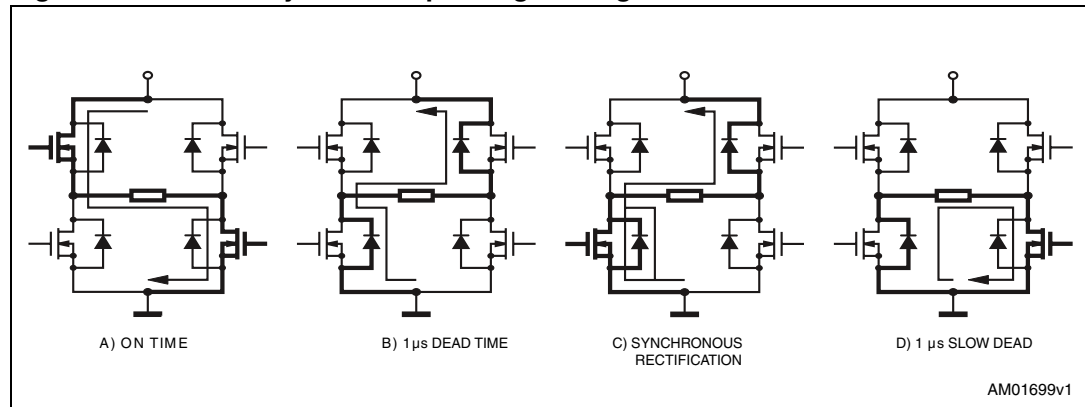 A) ON TIME
B) 1μs DEAD TIME
C) SYNCHRONOUS
RECTIFICATION
D) 1 μs SLOW DEAD
AM01699v1